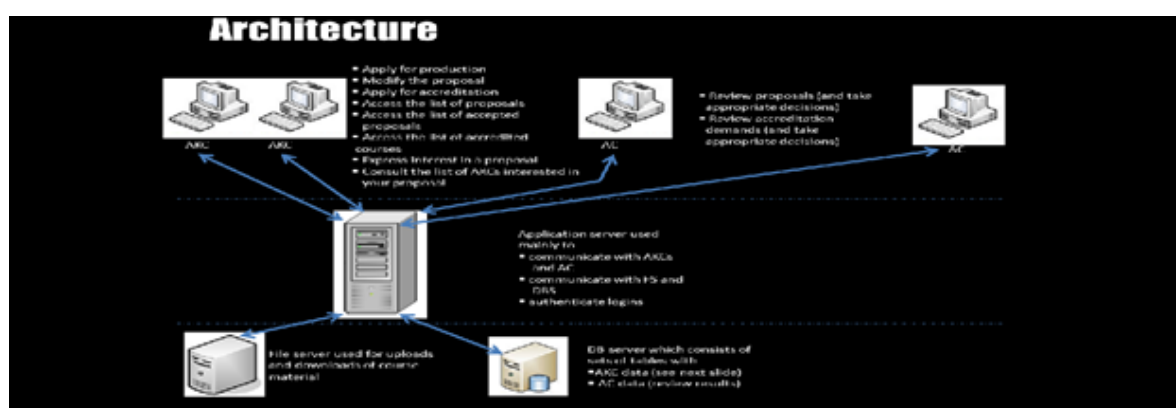 Architecture
• Apply for production
• Modify the proposal
• Apply for accreditation
• Access the list of proposals
• Access the list of accepted
proposals
• Access the list of accredited
courses
• Express interest in a proposal
• Consult the list of AKCs interested in
your proposal
• Review proposals (and take
appropriate decisions)
• Review accreditation
demands (and take
appropriate decisions)
AKC
AKC
AC
AC
Application server used
mainly to
• communicate with AKCs
and AC
• communicate with FS and
DBS
• authenticate logins
File server used for uploads
and downloads of course
material
DB server which consists of
tables with
• AKC data (see next slide)
• AC data (review results)